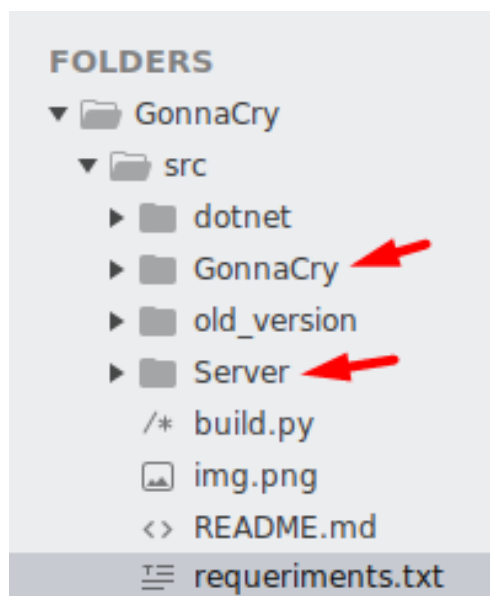 FOLDERS
GonnaCry
src
dotnet
GonnaCry
old_version
Server
/* build.py
img.png
<> README.md
requeriments.txt